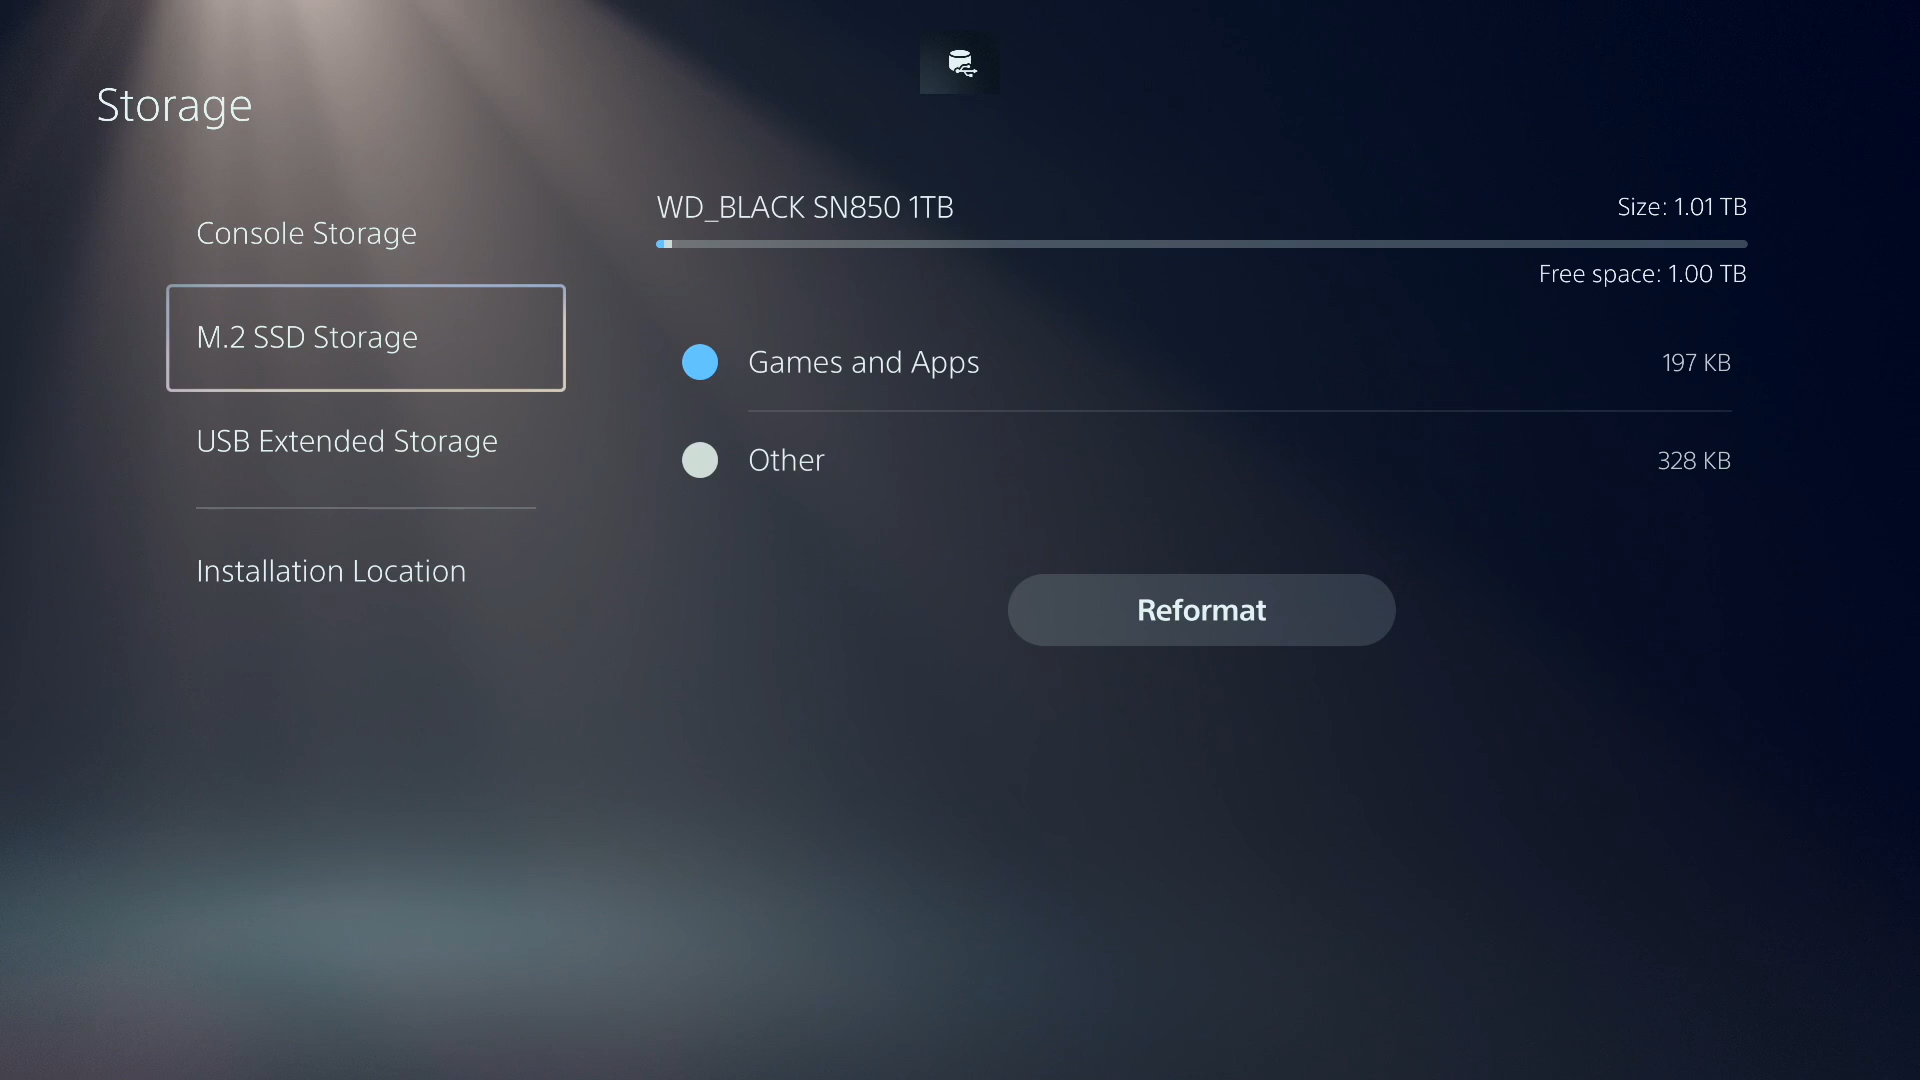 Storage
Console Storage
M.2 SSD Storage
USB Extended Storage
Installation Location
WD_BLACK SN850 1TB
Size: 1.01 TB
Free space: 1.00 TB
Games and Apps
197 KB
Other
328 KB
Reformat